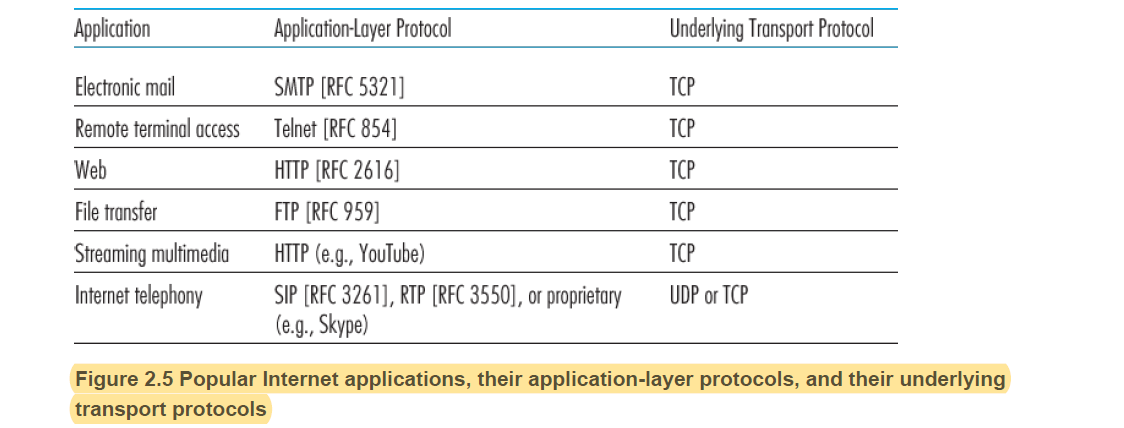 Application Application-Layer Protocol Underlying Transport Protocol
Electronic mail SMTP [RFC 5321] TCP
Remote terminal access Telnet [RFC 854] TCP
Web HTTP [RFC 2616] TCP
File transfer FTP [RFC 959] TCP
Streaming multimedia HTTP (e.g., YouTube) TCP
Internet telephony SIP [RFC 3261], RTP [RFC 3550], or proprietary UDP or TCP
(e.g., Skype)
Figure 2.5 Popular Internet applications, their application-layer protocols, and their underlying
transport protocols